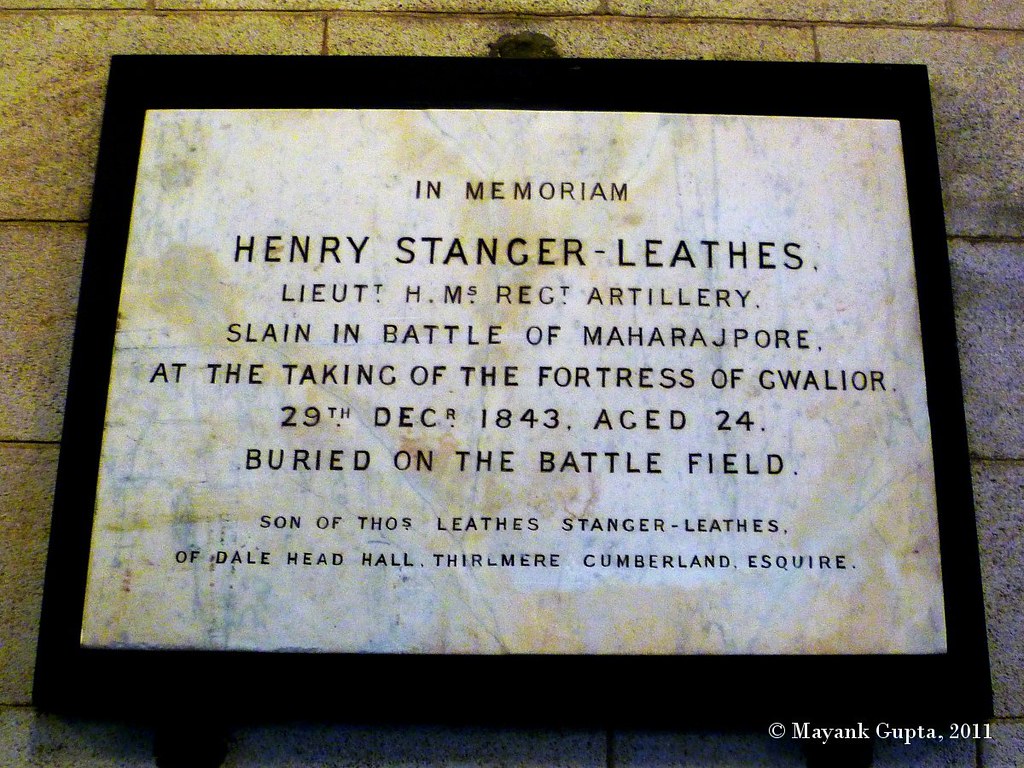 IN MEMORIAM
HENRY STANGER-LEATHES.
LIEUTT. H.MS. REGT. ARTILLERY.
SLAIN IN BATTLE OF MAHARAJPORE.
AT THE TAKING OF THE FORTRESS OF GWALIOR.
29TH. DECR. 1843. AGED 24.
BURIED ON THE BATTLE FIELD.
SON OF THOS. LEATHES STANGER-LEATHES,
OF DALE HEAD HALL, THIRLMERE CUMBERLAND, ESQUIRE.
© Mayank Gupta, 2011